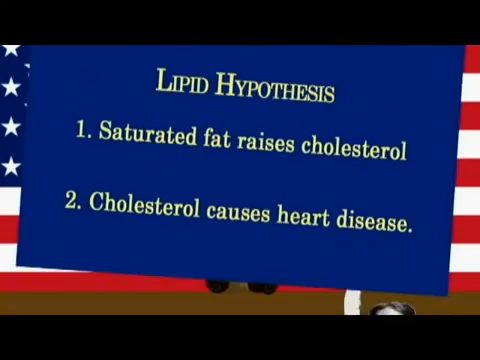 LIPID HYPOTHESIS
1. Saturated fat raises cholesterol
2. Cholesterol causes heart disease.